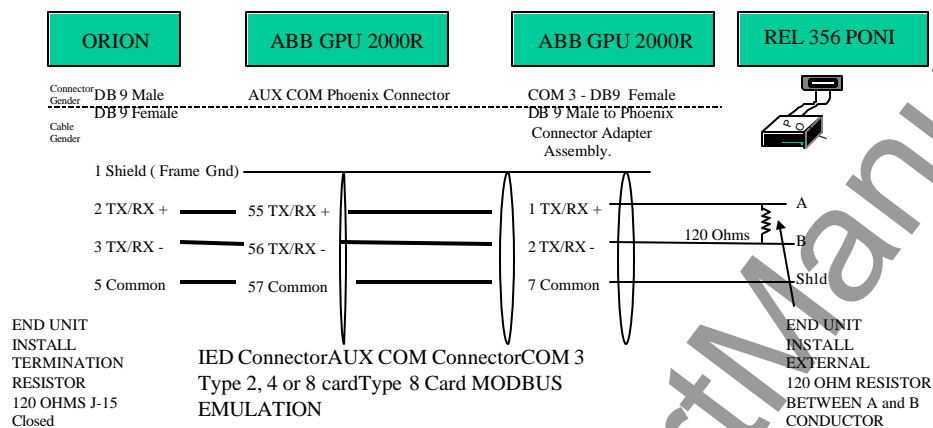 ORION
ABB GPU 2000R
ABB GPU 2000R
REL 356 PONI
Connector
Gender
DB 9 Male
AUX COM Phoenix Connector
COM 3 - DB9 Female
Cable
Gender
DB 9 Female
DB 9 Male to Phoenix
Connector Adapter
Assembly.
P
O
1 Shield ( Frame Gnd)
2 TX/RX +
55 TX/RX +
1 TX/RX +
A
3 TX/RX -
56 TX/RX -
2 TX/RX -
120 Ohms
B
5 Common
57 Common
7 Common
Shld
END UNIT
INSTALL
TERMINATION
RESISTOR
120 OHMS J-15
Closed
IED ConnectorAUX COM ConnectorCOM 3
Type 2, 4 or 8 cardType 8 Card MODBUS
EMULATION
END UNIT
INSTALL
EXTERNAL
120 OHM RESISTOR
BETWEEN A and B
CONDUCTOR